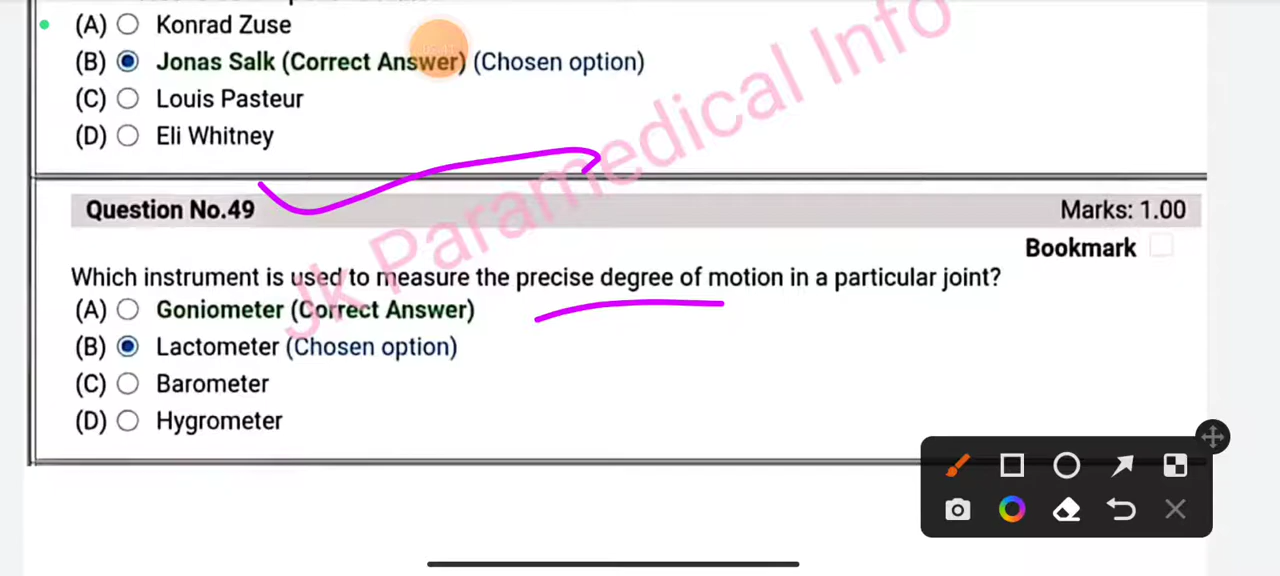 (A) Konrad Zuse
(B) Jonas Salk (Correct Answer) (Chosen option)
(C) Louis Pasteur
(D) Eli Whitney
Jk Paramedical Info
Question No.49 Marks: 1.00
Bookmark
Which instrument is used to measure the precise degree of motion in a particular joint?
(A) Goniometer (Correct Answer)
(B) Lactometer (Chosen option)
(C) Barometer
(D) Hygrometer